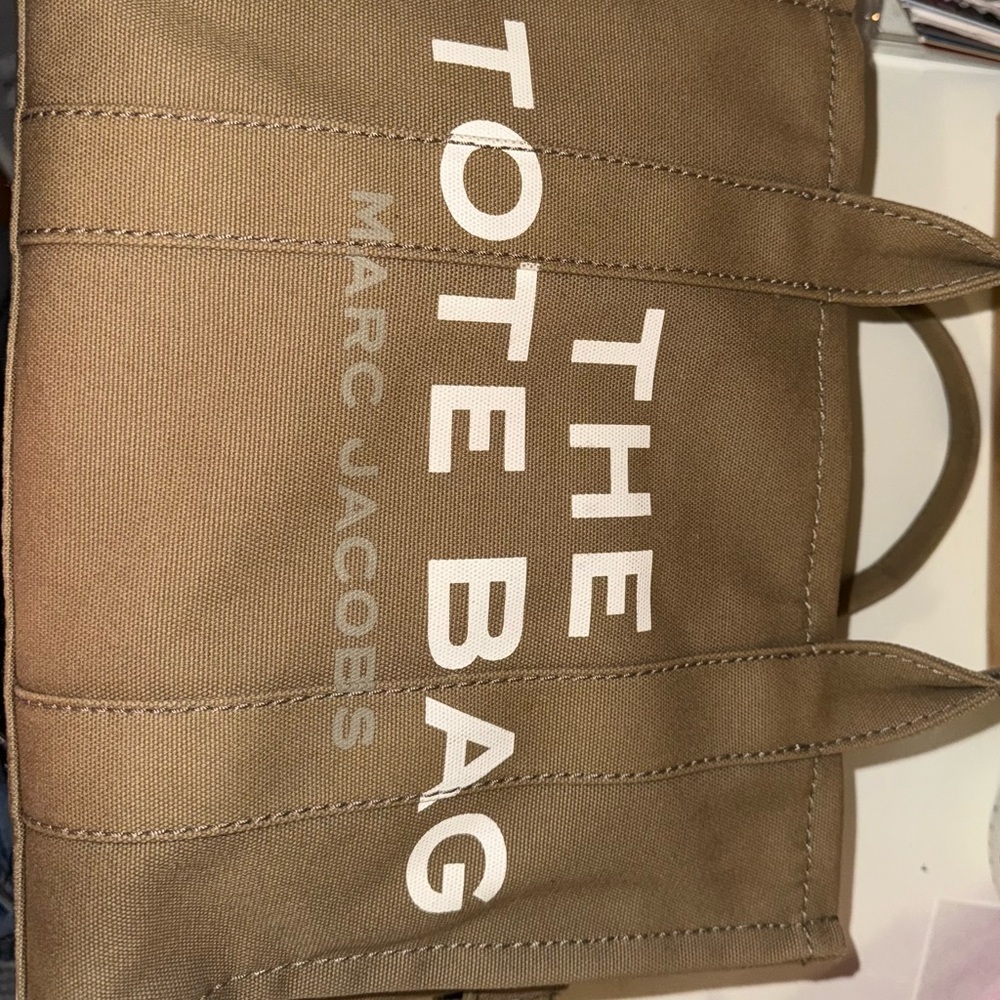 THE
TOTE BAG
MARC JACOBS